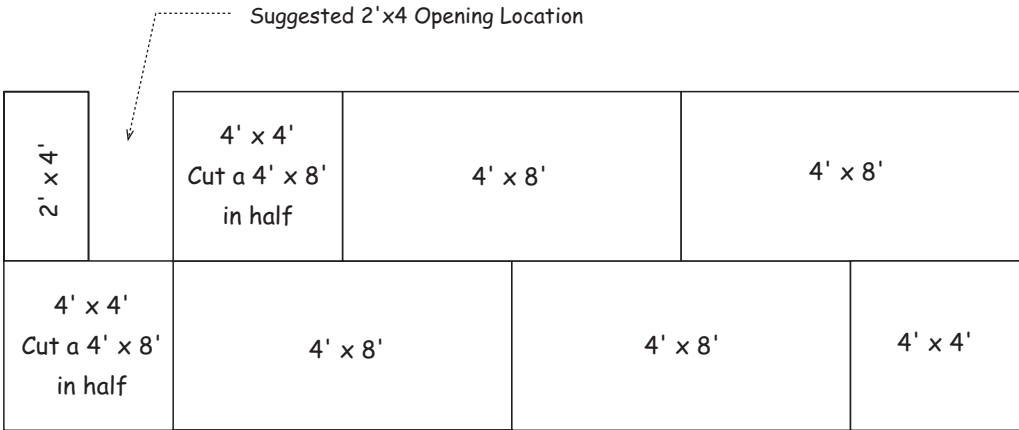 Suggested 2'x4 Opening Location
2' x 4'
4' x 4'
Cut a 4' x 8'
in half
4' x 8'
4' x 8'
4' x 4'
Cut a 4' x 8'
in half
4' x 8'
4' x 8'
4' x 4'